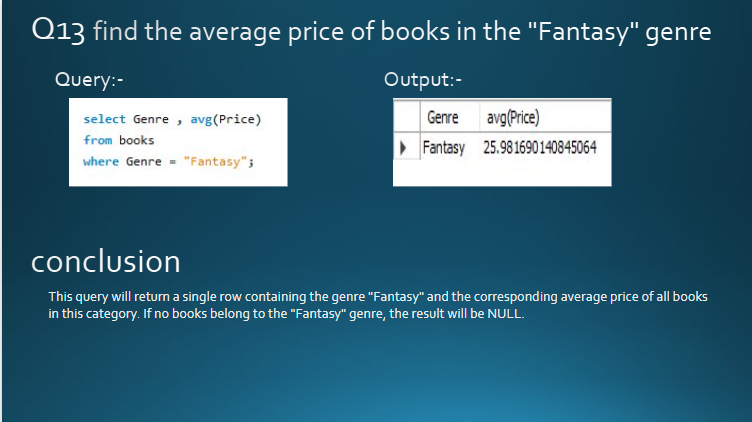 Q13 find the average price of books in the "Fantasy" genre
Query:-
select Genre , avg(Price)
from books
where Genre = "Fantasy";
Output:-
Genre avg(Price)
Fantasy 25.981690140845064
conclusion
This query will return a single row containing the genre "Fantasy" and the corresponding average price of all books
in this category. If no books belong to the "Fantasy" genre, the result will be NULL.